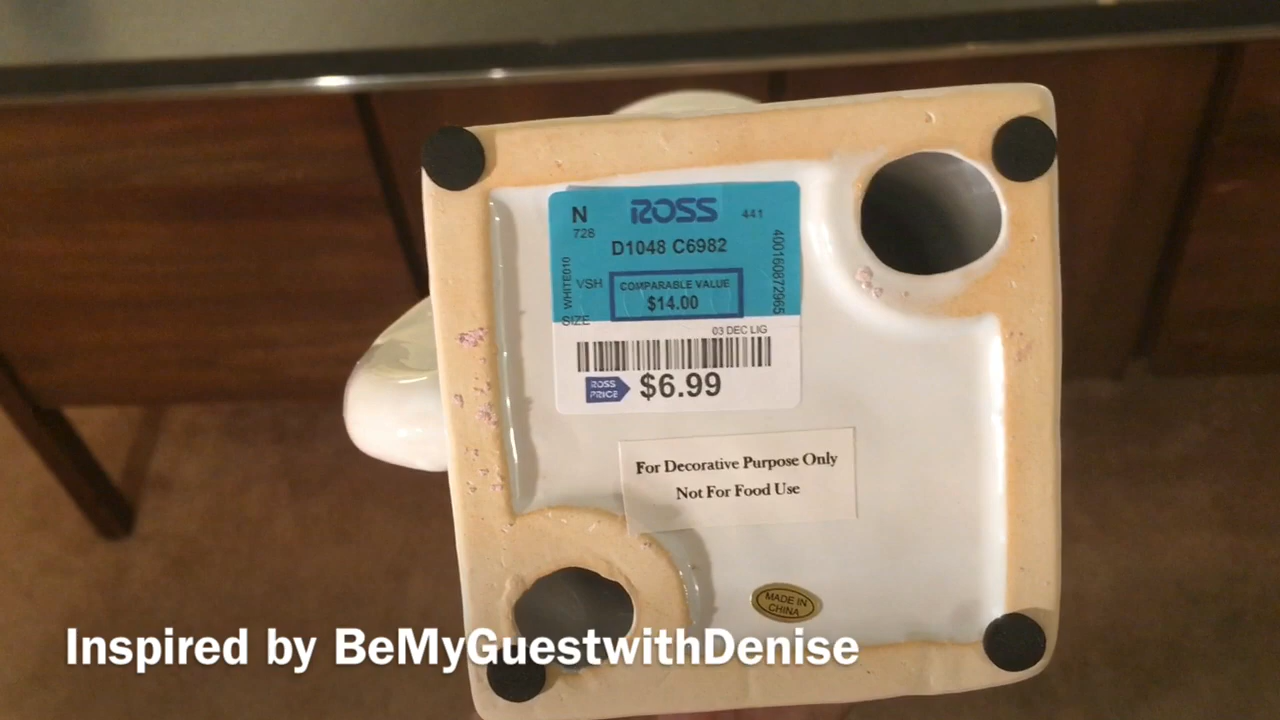 N ROSS 441
728
D1048 C6982
400160872965
WHITE010
VSH
COMPARABLE VALUE
$14.00
SIZE
03 DEC LIG
ROSS PRICE $6.99
For Decorative Purpose Only
Not For Food Use
MADE IN
CHINA
Inspired by BeMyGuestwithDenise